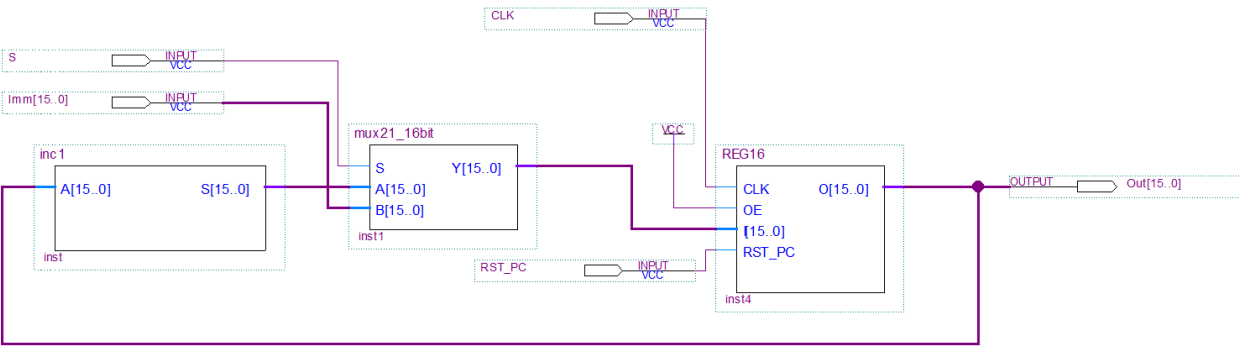 CLK
INPUT
VCC
S
INPUT
VCC
Imm[15..0]
INPUT
VCC
inc1
A[15..0]
S[15..0]
inst
mux21_16bit
S
Y[15..0]
A[15..0]
B[15..0]
inst1
VCC
REG16
CLK
O[15..0]
OE
I[15..0]
RST_PC
inst4
RST_PC
INPUT
VCC
OUTPUT
Out[15..0]